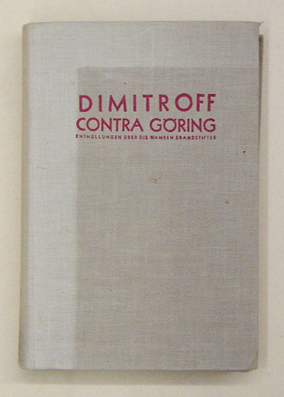 DIMITROFF
CONTRA GÖRING
ENTHÜLLUNGEN ÜBER DIE WAHREN BRANDSTIFTER